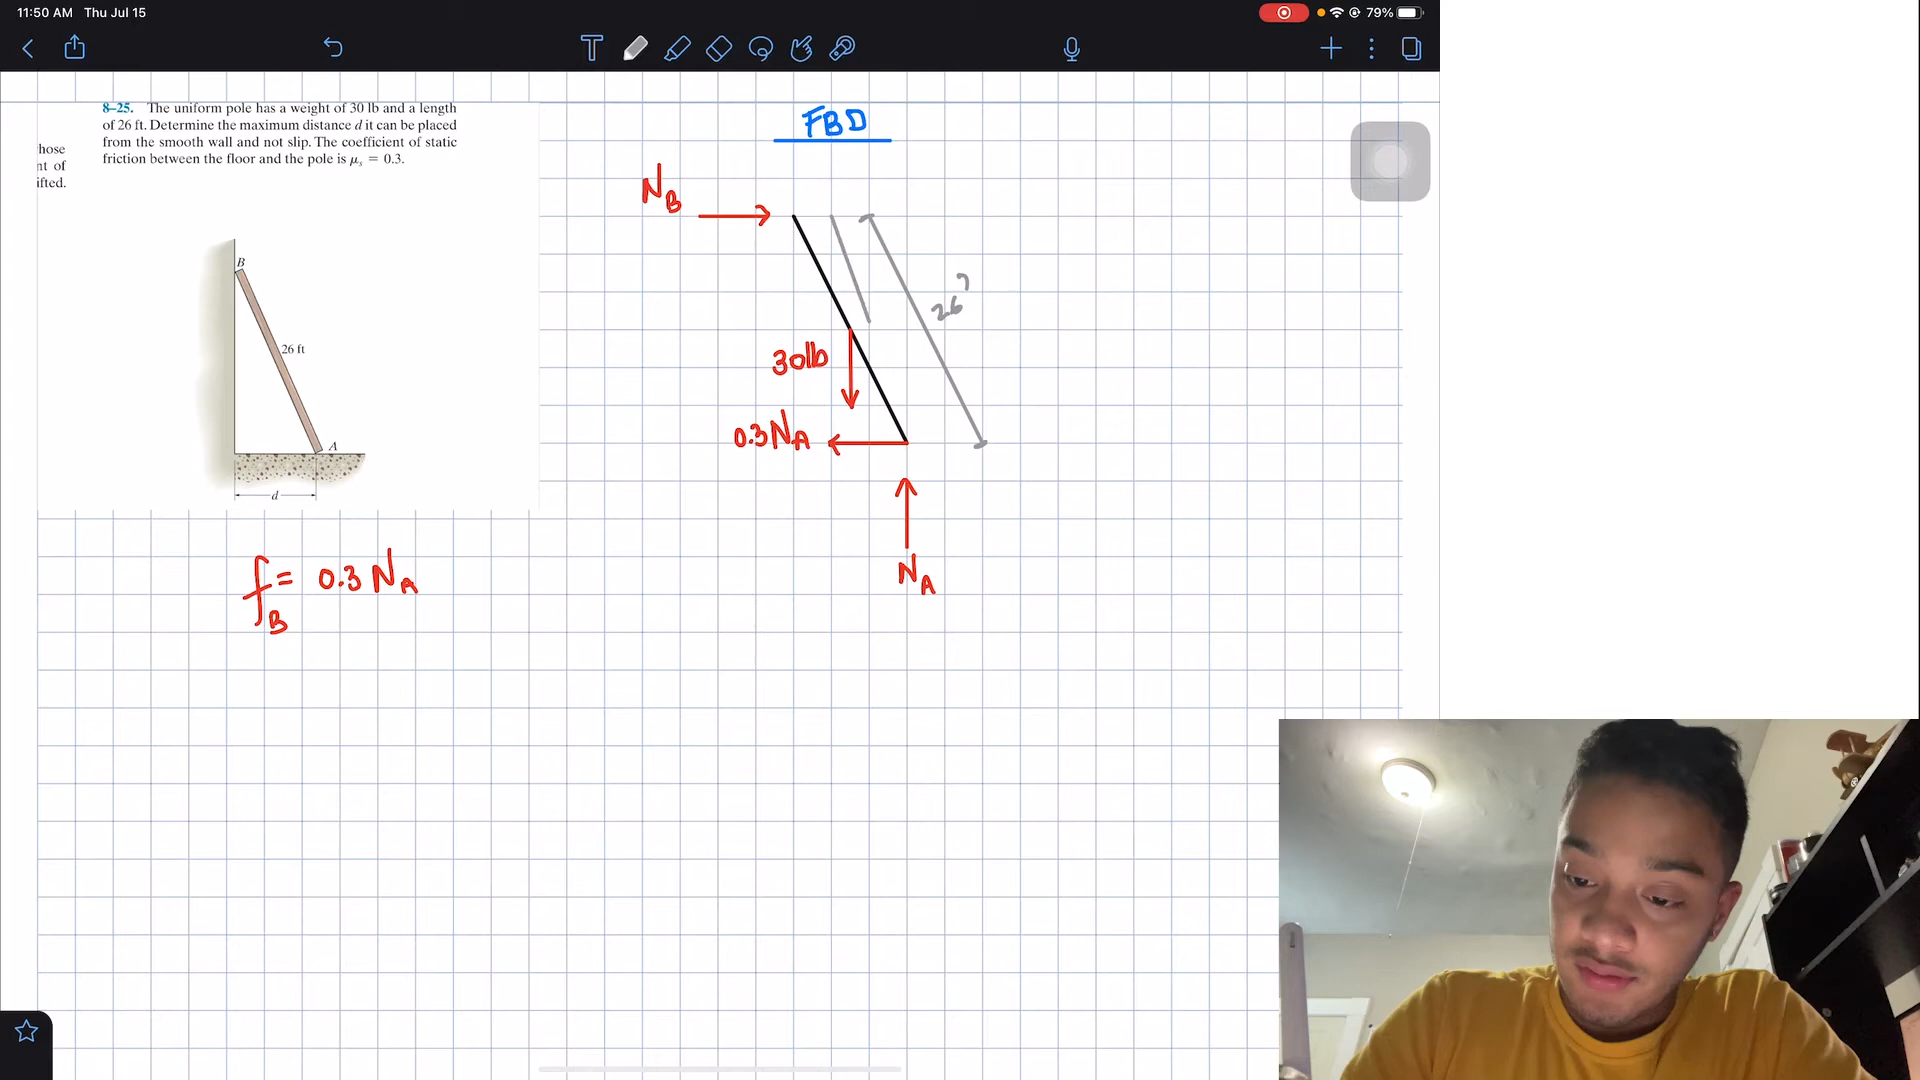 11:50 AM Thu Jul 15
79%
8–25. The uniform pole has a weight of 30 lb and a length
of 26 ft. Determine the maximum distance d it can be placed
from the smooth wall and not slip. The coefficient of static
friction between the floor and the pole is μs = 0.3.
hose
nt of
ifted.
B
26 ft
A
d
FBD
NB
26'
30lb
0.3NA
NA
fB = 0.3 NA